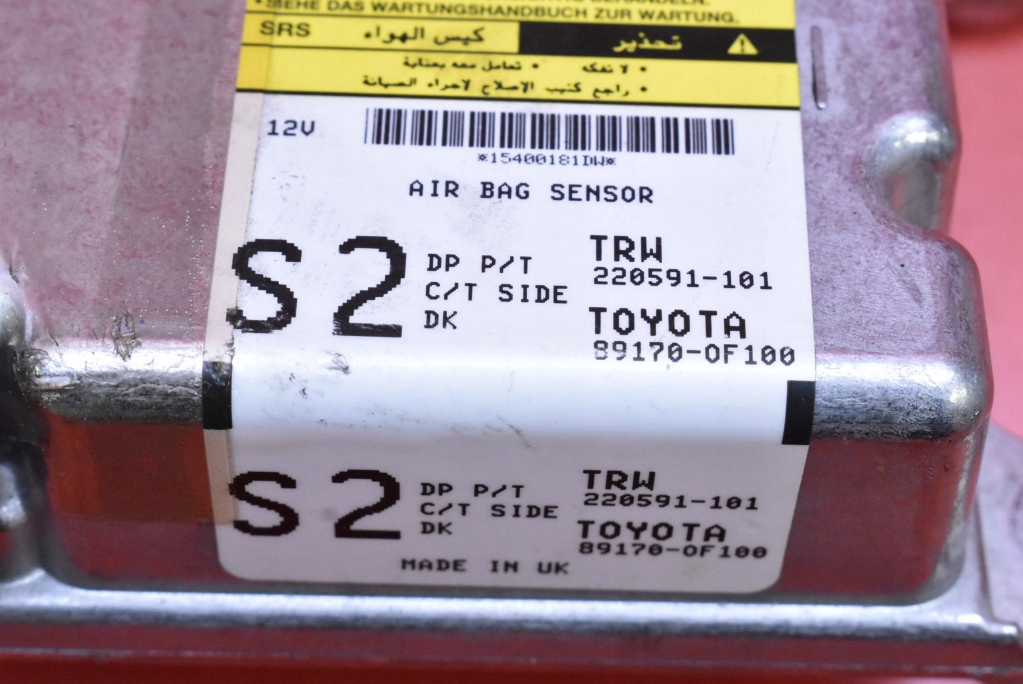 SIEHE DAS WARTUNGSHANDBUCH ZUR WARTUNG.
SRS كيس الهواء تحذير
• لا تفكه • تعامل معه بعناية
• راجع كتيب الإصلاح لاجراء الصيانة
12V
*15400181DW*
AIR BAG SENSOR
S2
DP P/T
C/T SIDE
DK
TRW
220591-101
TOYOTA
89170-0F100
S2
DP P/T
C/T SIDE
DK
TRW
220591-101
TOYOTA
89170-0F100
MADE IN UK